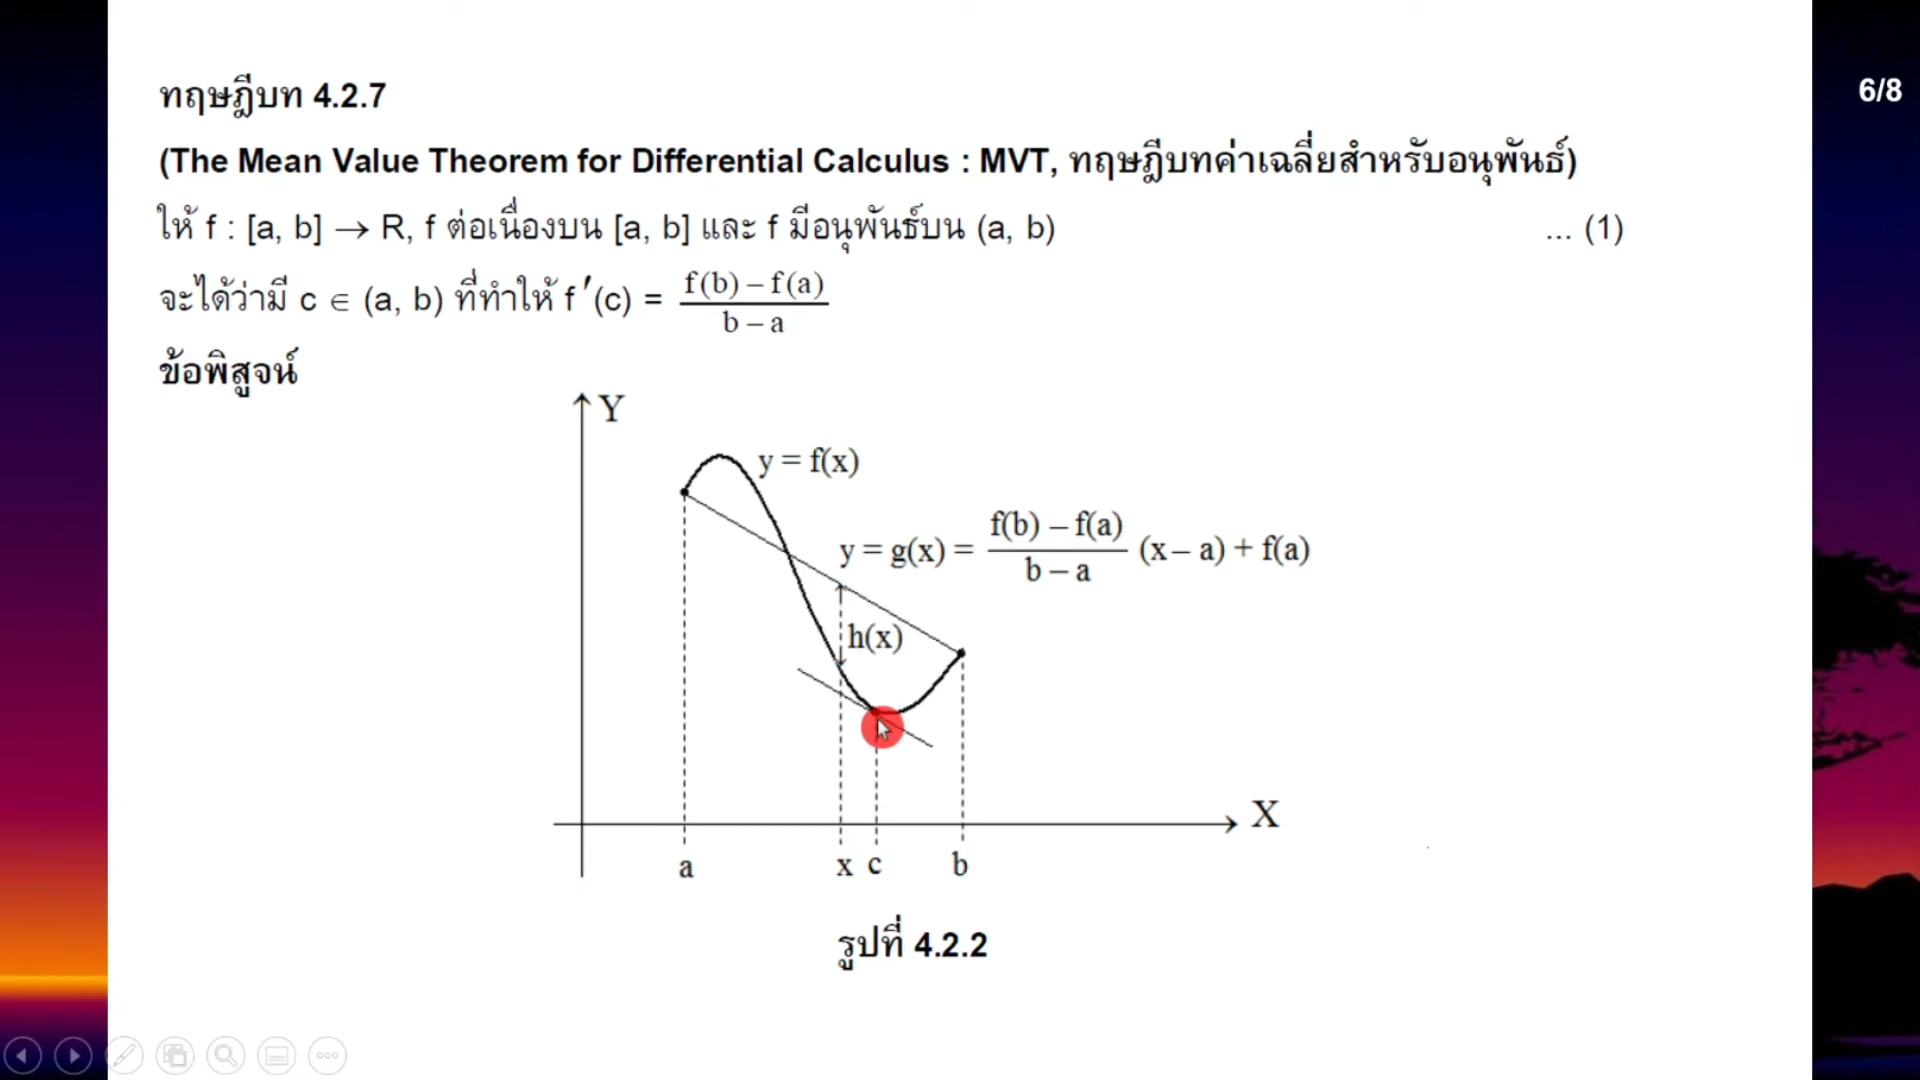 6/8
ทฤษฎีบท 4.2.7
(The Mean Value Theorem for Differential Calculus : MVT, ทฤษฎีบทค่าเฉลี่ยสำหรับอนุพันธ์)
ให้ f : [a, b] → R, f ต่อเนื่องบน [a, b] และ f มีอนุพันธ์บน (a, b) ... (1)
จะได้ว่ามี c ∈ (a, b) ที่ทำให้ f ′(c) = f(b) – f(a) / b – a
ข้อพิสูจน์
Y
y = f(x)
y = g(x) = f(b) – f(a) / b – a (x – a) + f(a)
h(x)
X
a x c b
รูปที่ 4.2.2